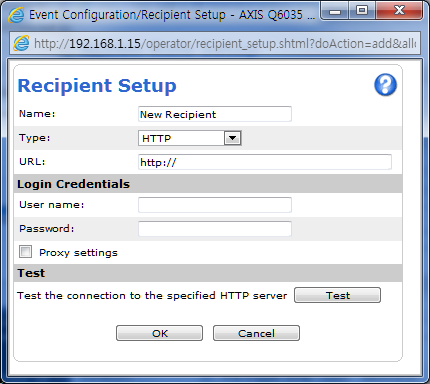 Event Configuration/Recipient Setup - AXIS Q6035 ...
http://192.168.1.15/operator/recipient_setup.shtml?doAction=add&all
Recipient Setup
Name: New Recipient
Type: HTTP
URL: http://
Login Credentials
User name:
Password:
Proxy settings
Test
Test the connection to the specified HTTP server Test
OK Cancel